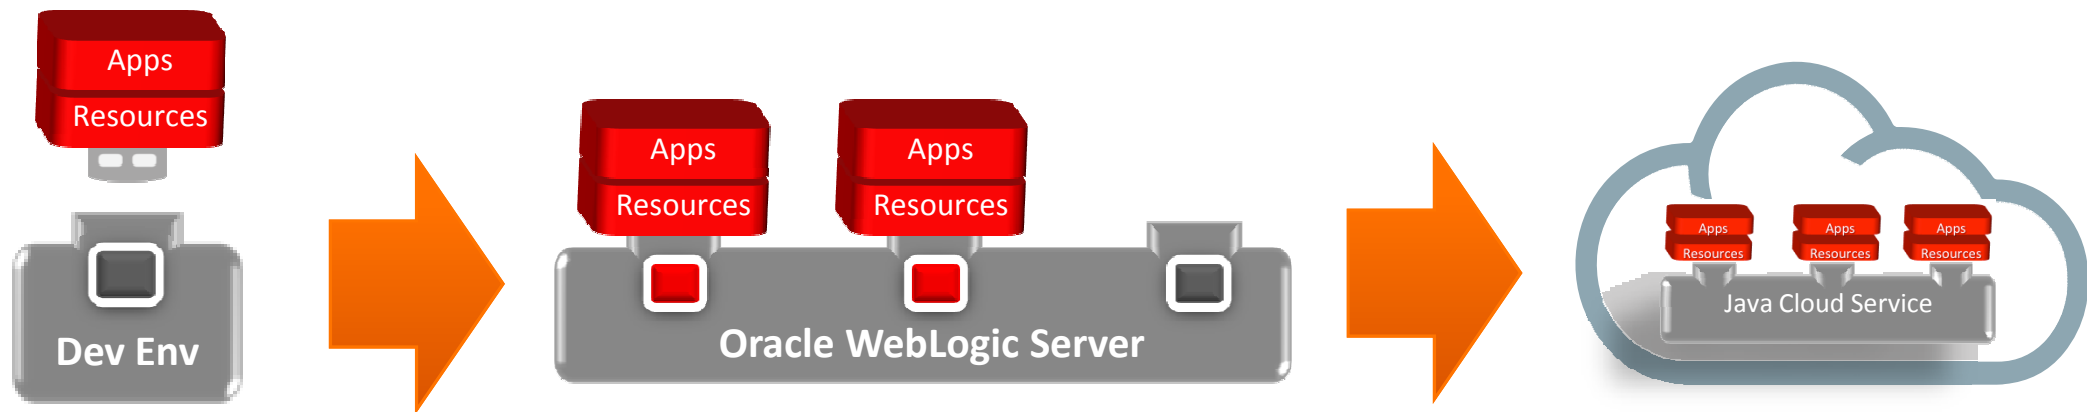 Apps
Resources
Dev Env
Apps
Resources
Apps
Resources
Oracle WebLogic Server
Apps
Resources
Apps
Resources
Apps
Resources
Java Cloud Service